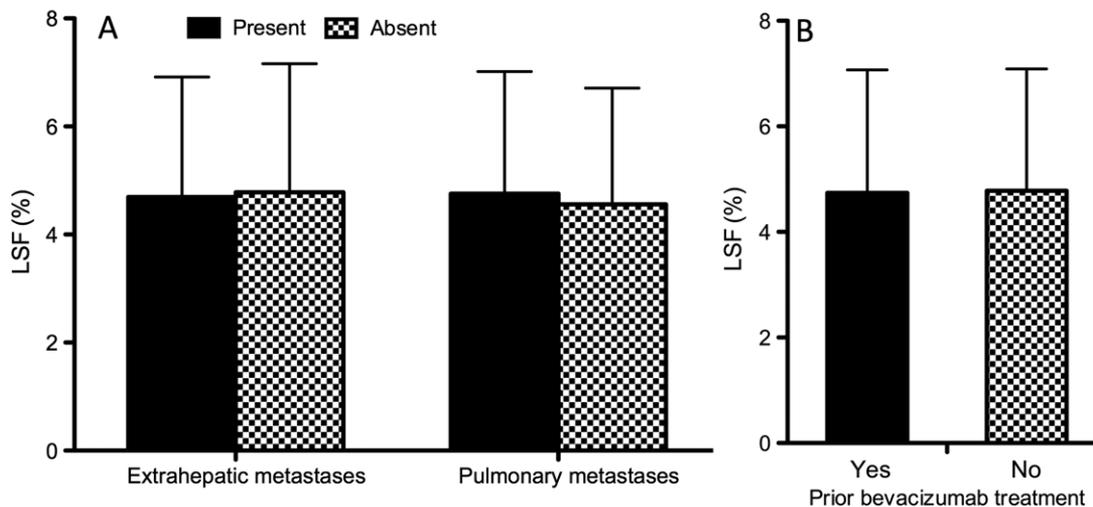 A
Present
Absent
LSF (%)
8
6
4
2
0
Extrahepatic metastases
Pulmonary metastases
B
LSF (%)
8
6
4
2
0
Yes
No
Prior bevacizumab treatment